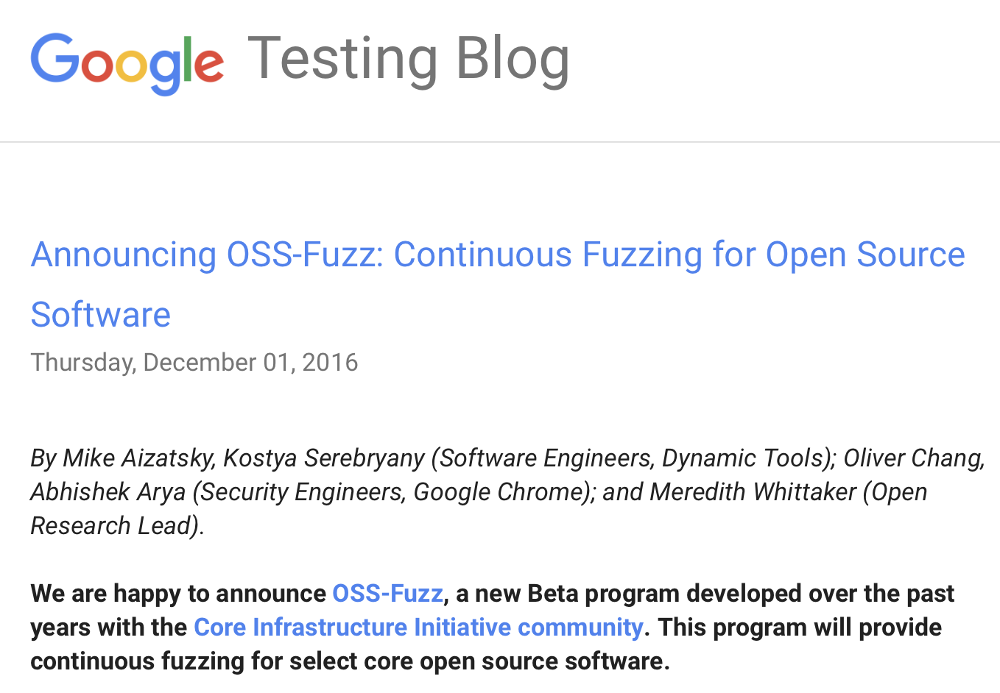 Google Testing Blog
Announcing OSS-Fuzz: Continuous Fuzzing for Open Source
Software
Thursday, December 01, 2016
By Mike Aizatsky, Kostya Serebryany (Software Engineers, Dynamic Tools); Oliver Chang,
Abhishek Arya (Security Engineers, Google Chrome); and Meredith Whittaker (Open
Research Lead).
We are happy to announce OSS-Fuzz, a new Beta program developed over the past
years with the Core Infrastructure Initiative community. This program will provide
continuous fuzzing for select core open source software.